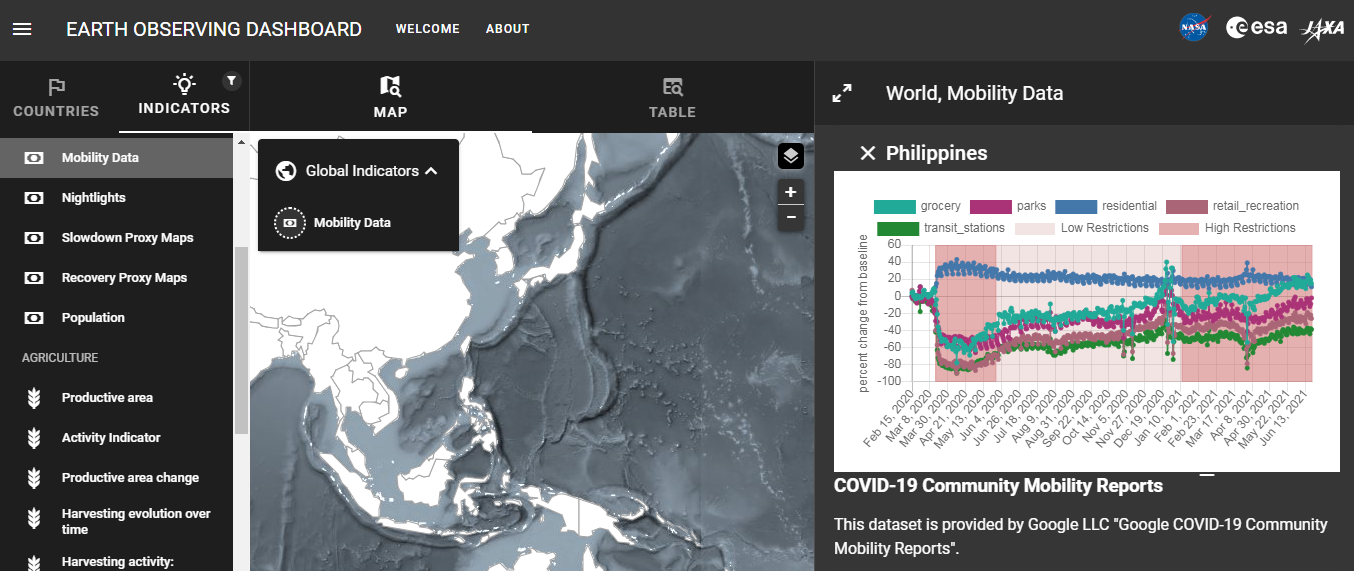 EARTH OBSERVING DASHBOARD
WELCOME
ABOUT
NASA
esa
JAXA
COUNTRIES
INDICATORS
MAP
TABLE
World, Mobility Data
Mobility Data
Nightlights
Slowdown Proxy Maps
Recovery Proxy Maps
Population
AGRICULTURE
Productive area
Activity Indicator
Productive area change
Harvesting evolution over
time
Harvesting activity:
Global Indicators
Mobility Data
+
−
Philippines
grocery
parks
residential
retail_recreation
transit_stations
Low Restrictions
High Restrictions
percent change from baseline
60
40
20
0
-20
-40
-60
-80
-100
Feb 15, 2020
Mar 8, 2020
Mar 30, 2020
Apr 21, 2020
May 13, 2020
Jun 4, 2020
Jun 26, 2020
Jul 18, 2020
Aug 9, 2020
Aug 31, 2020
Sep 22, 2020
Oct 14, 2020
Nov 5, 2020
Nov 27, 2020
Dec 19, 2020
Jan 10, 2021
Feb 1, 2021
Feb 23, 2021
Mar 17, 2021
Apr 8, 2021
Apr 30, 2021
May 22, 2021
Jun 13, 2021
COVID-19 Community Mobility Reports
This dataset is provided by Google LLC "Google COVID-19 Community
Mobility Reports".